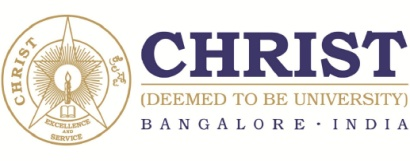 CHRIST
ಕ್ರೈಸ್ಟ್
EXCELLENCE
AND
SERVICE
CHRIST
(DEEMED TO BE UNIVERSITY)
BANGALORE · INDIA